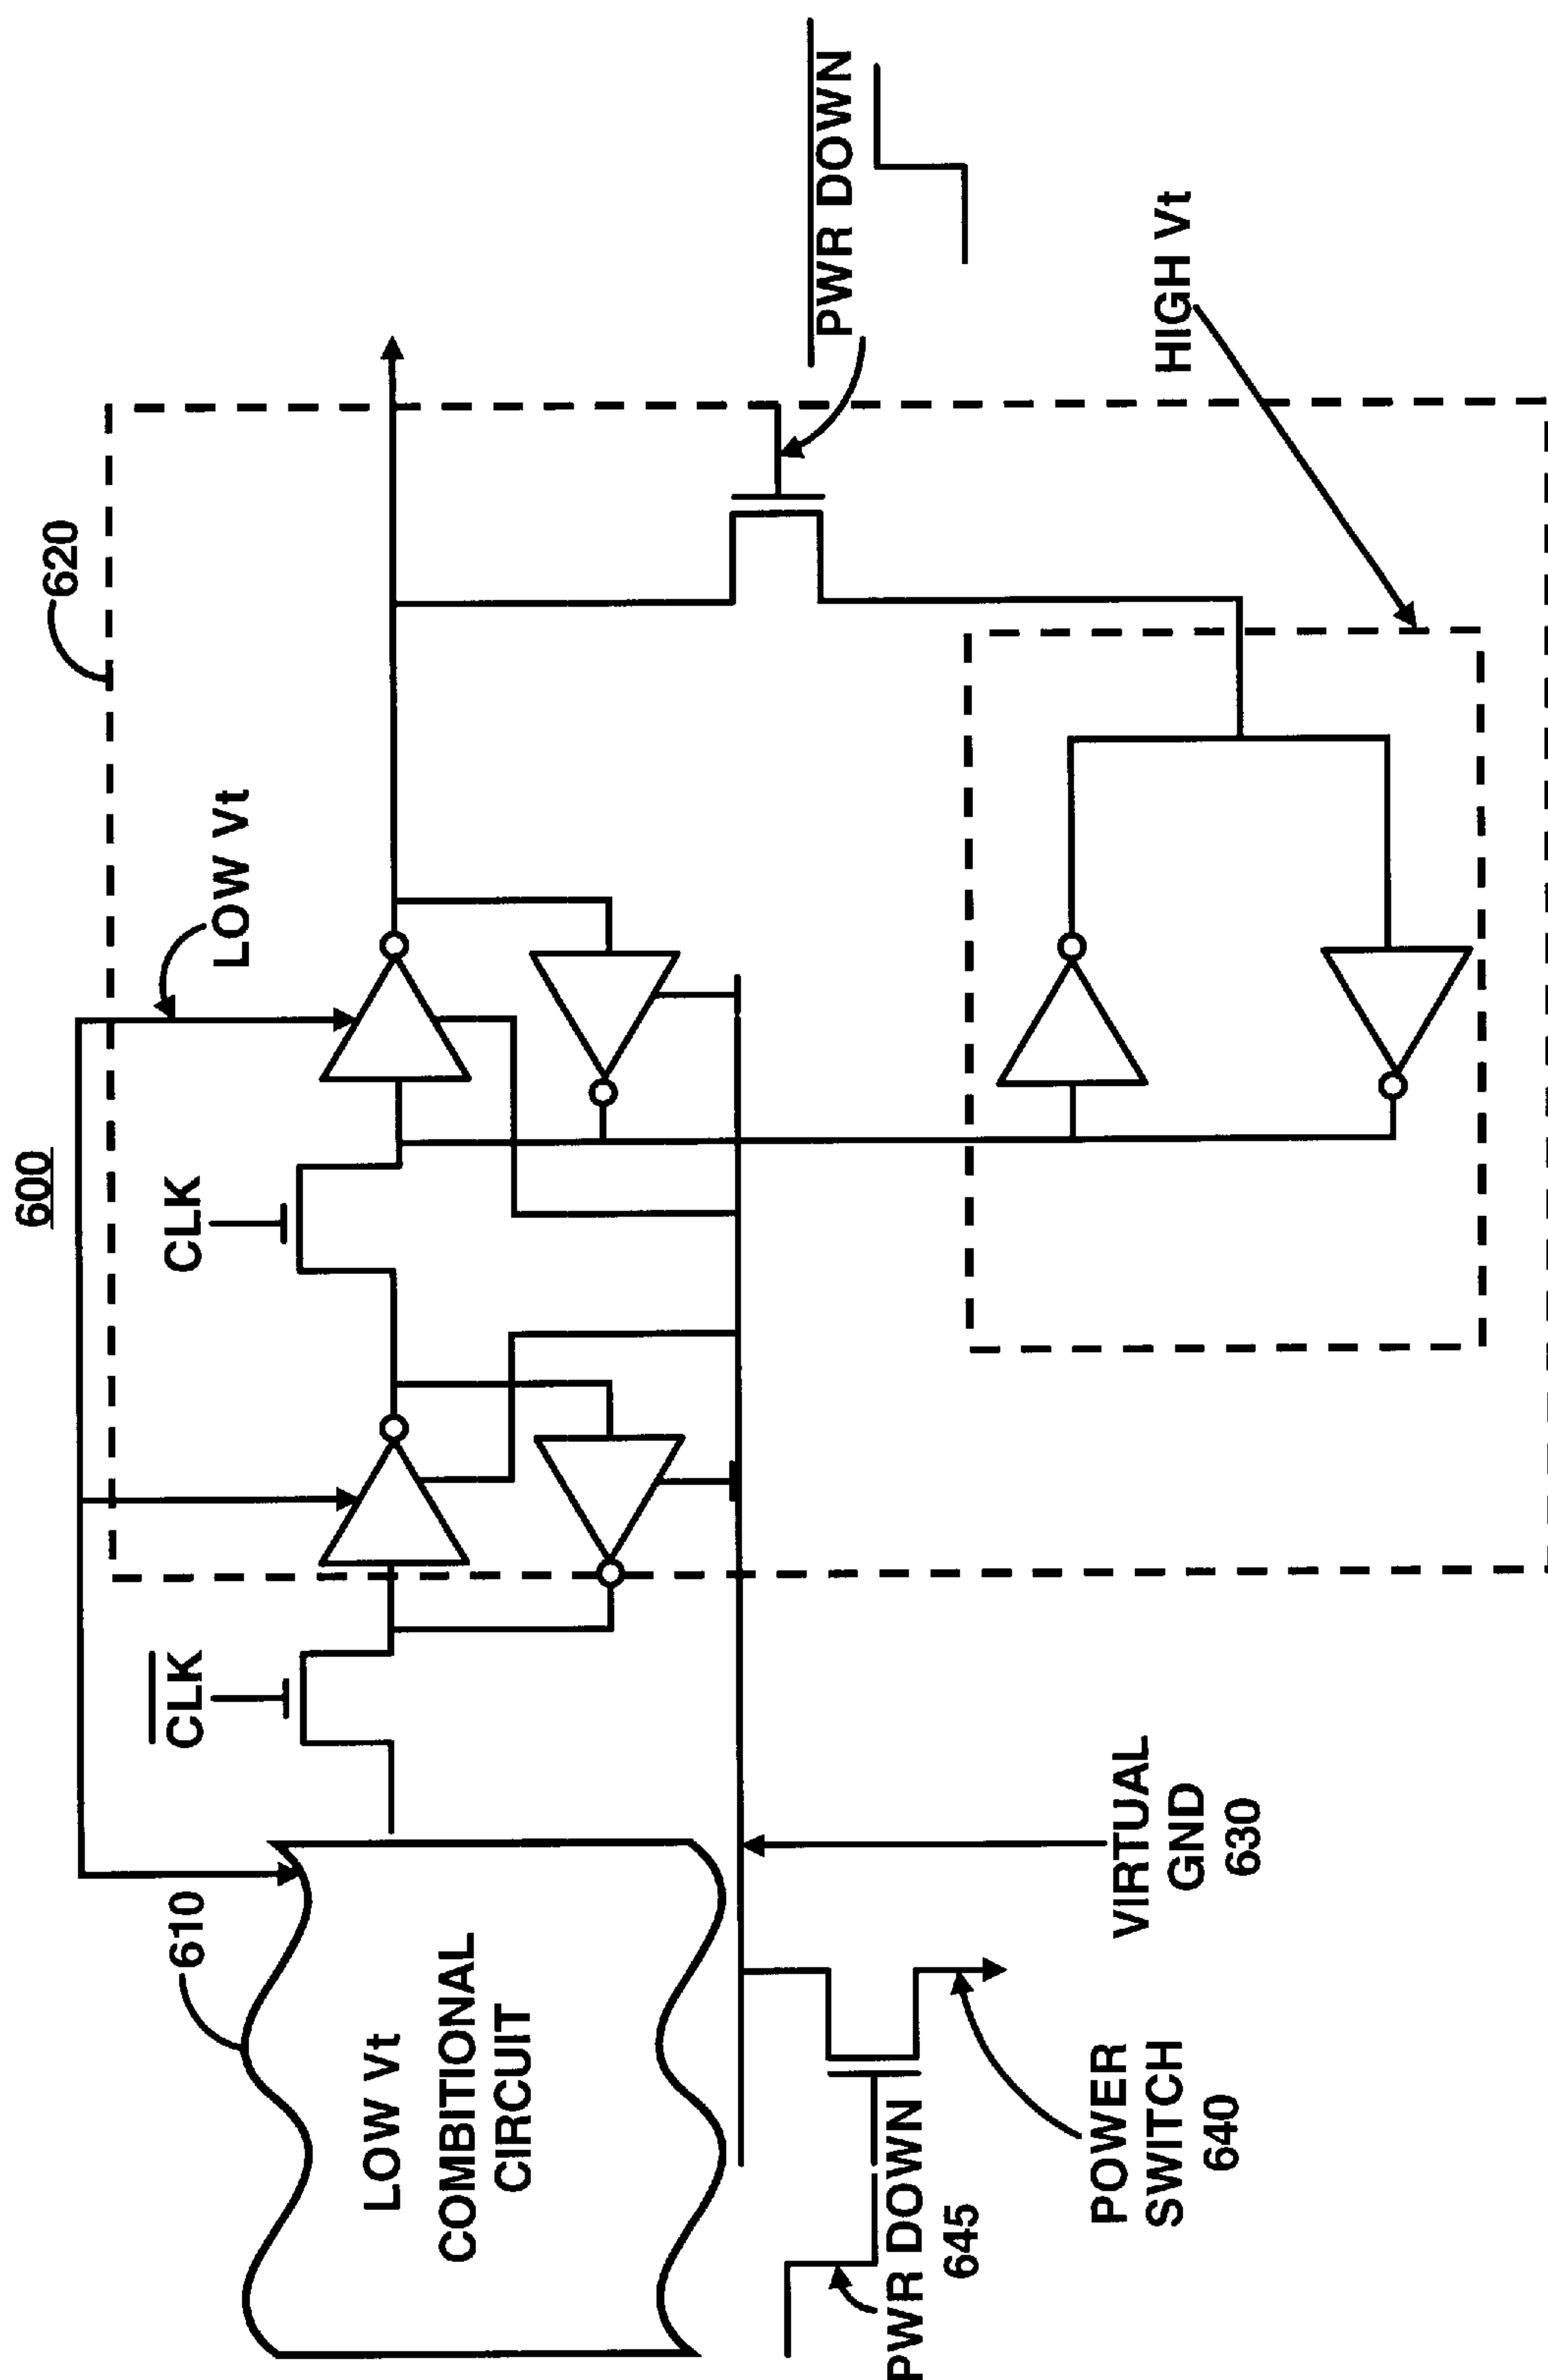 600
620
LOW Vt
CLK
CLK
610
LOW Vt
COMBITIONAL
CIRCUIT
PWR DOWN
HIGH Vt
VIRTUAL
GND
630
POWER
SWITCH
640
PWR DOWN
645